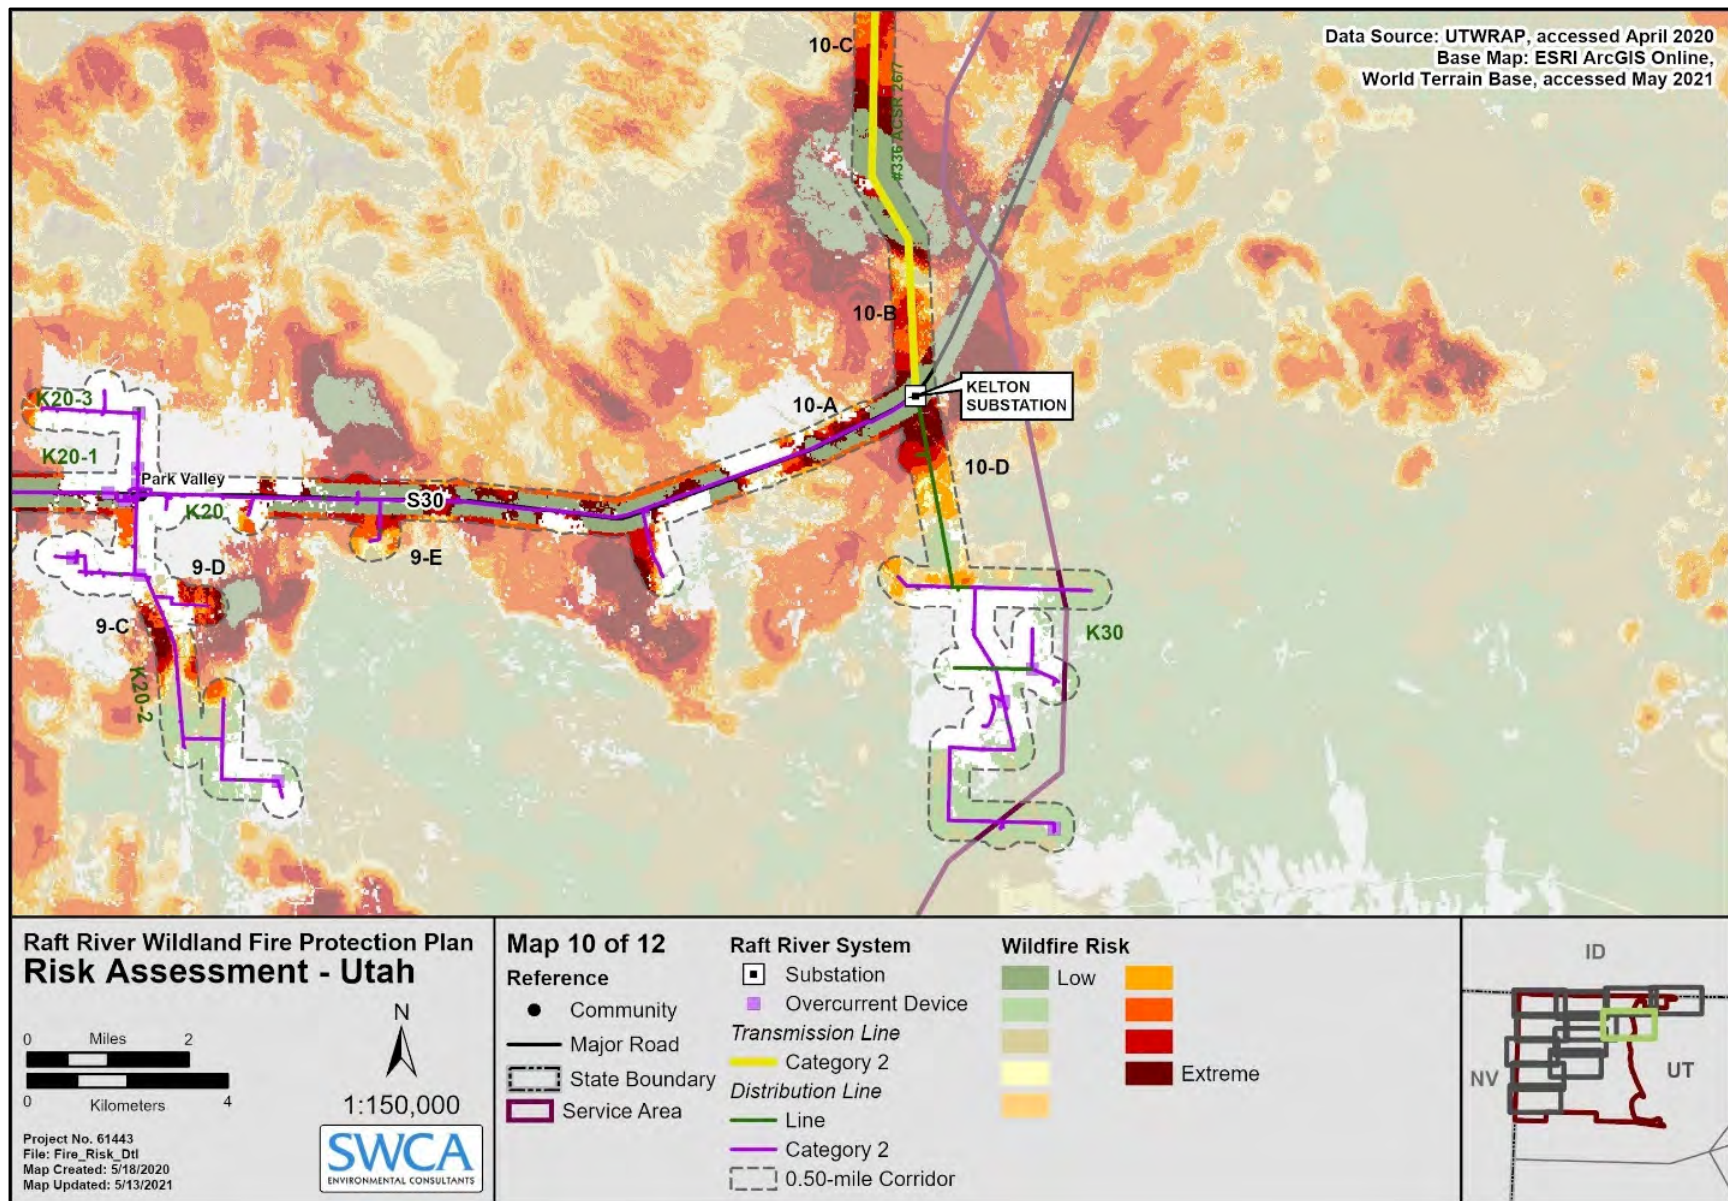 Data Source: UTWRAP, accessed April 2020
Base Map: ESRI ArcGIS Online,
World Terrain Base, accessed May 2021
10-C
#336 ACSR 26/7
10-B
KELTON
SUBSTATION
10-A
K20-3
K20-1
Park Valley
10-D
S30
K20
9-E
9-D
9-C
K30
K20-2
Raft River Wildland Fire Protection Plan
Risk Assessment - Utah
0 Miles 2
0 Kilometers 4
N
1:150,000
Project No. 61443
File: Fire_Risk_Dtl
Map Created: 5/18/2020
Map Updated: 5/13/2021
SWCA
ENVIRONMENTAL CONSULTANTS
Map 10 of 12
Reference
Community
Major Road
State Boundary
Service Area
Raft River System
Substation
Overcurrent Device
Transmission Line
Category 2
Distribution Line
Line
Category 2
0.50-mile Corridor
Wildfire Risk
Low
Extreme
ID
NV
UT